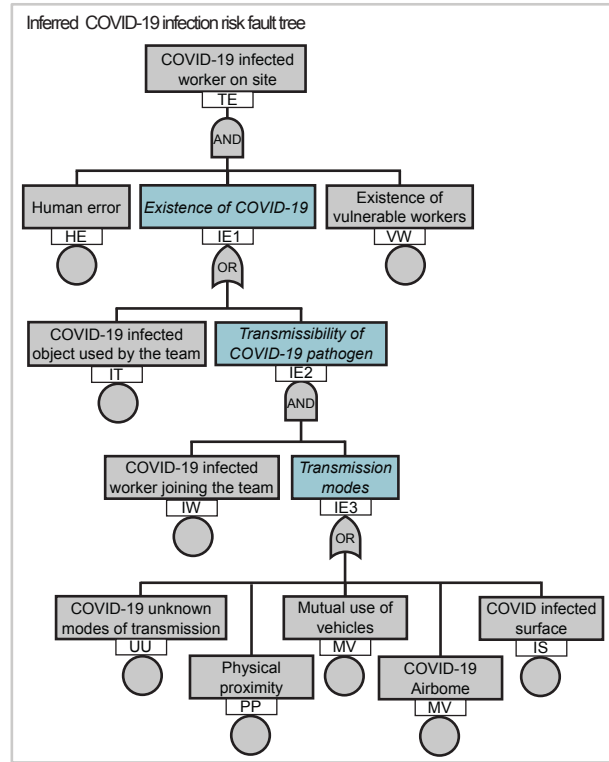 Inferred COVID-19 infection risk fault tree
COVID-19 infected
worker on site
TE
AND
Human error
HE
Existence of COVID-19
IE1
Existence of
vulnerable workers
VW
OR
COVID-19 infected
object used by the team
IT
Transmissibility of
COVID-19 pathogen
IE2
AND
COVID-19 infected
worker joining the team
IW
Transmission
modes
IE3
OR
COVID-19 unknown
modes of transmission
UU
Mutual use of
vehicles
MV
COVID infected
surface
IS
Physical
proximity
PP
COVID-19
Airbome
MV